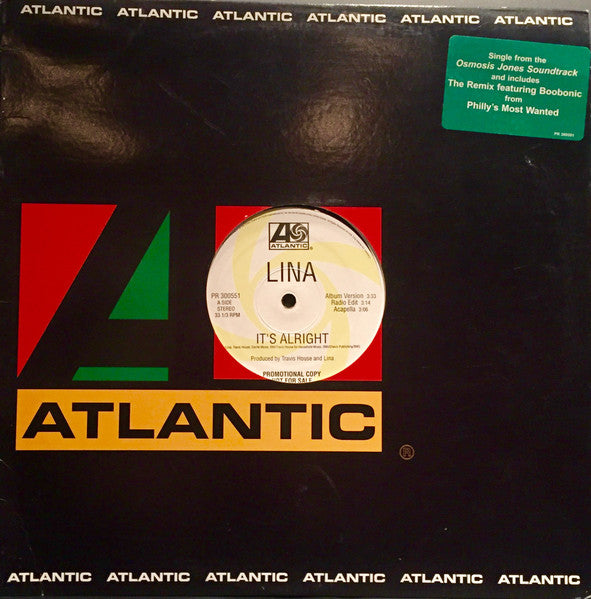 ATLANTIC ATLANTIC ATLANTIC ATLANTIC ATLANTIC ATLANTIC
Single from the
Osmosis Jones Soundtrack
and includes
The Remix featuring Boobonic
from
Philly's Most Wanted
PR 300551
ATLANTIC®
LINA
PR 300551
A-SIDE
STEREO
33 1/3 RPM
Album Version 3:33
Radio Edit 3:14
Acapella 3:06
IT'S ALRIGHT
Produced by Travis House and Lina
PROMOTIONAL COPY
NOT FOR SALE
ATLANTIC
®
ATLANTIC ATLANTIC ATLANTIC ATLANTIC ATLANTIC ATLANTIC